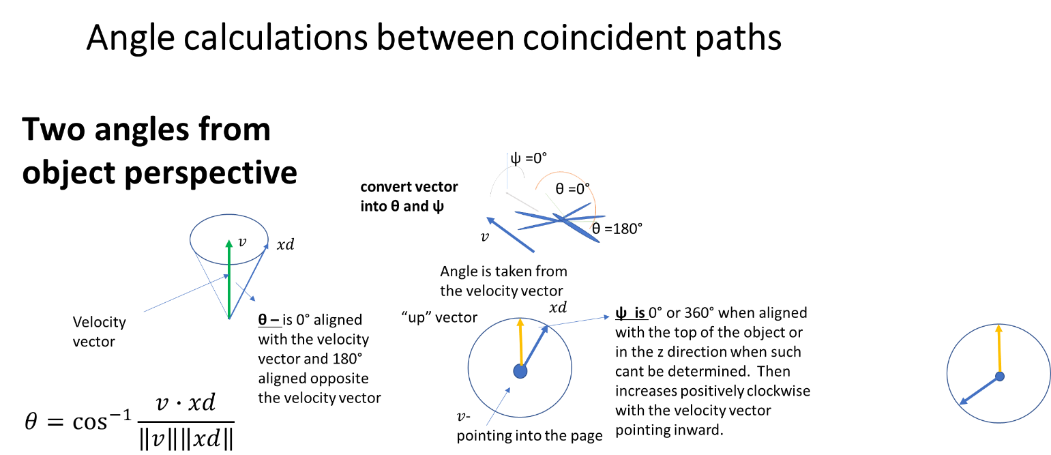 Angle calculations between coincident paths
Two angles from
object perspective
v
xd
Velocity
vector
θ – is 0° aligned
with the velocity
vector and 180°
aligned opposite
the velocity vector
θ = cos⁻¹ v · xd / ‖v‖‖xd‖
convert vector
into θ and ψ
ψ =0°
θ =0°
θ =180°
v
Angle is taken from
the velocity vector
xd
"up" vector
v-
pointing into the page
ψ is 0° or 360° when aligned
with the top of the object or
in the z direction when such
cant be determined. Then
increases positively clockwise
with the velocity vector
pointing inward.